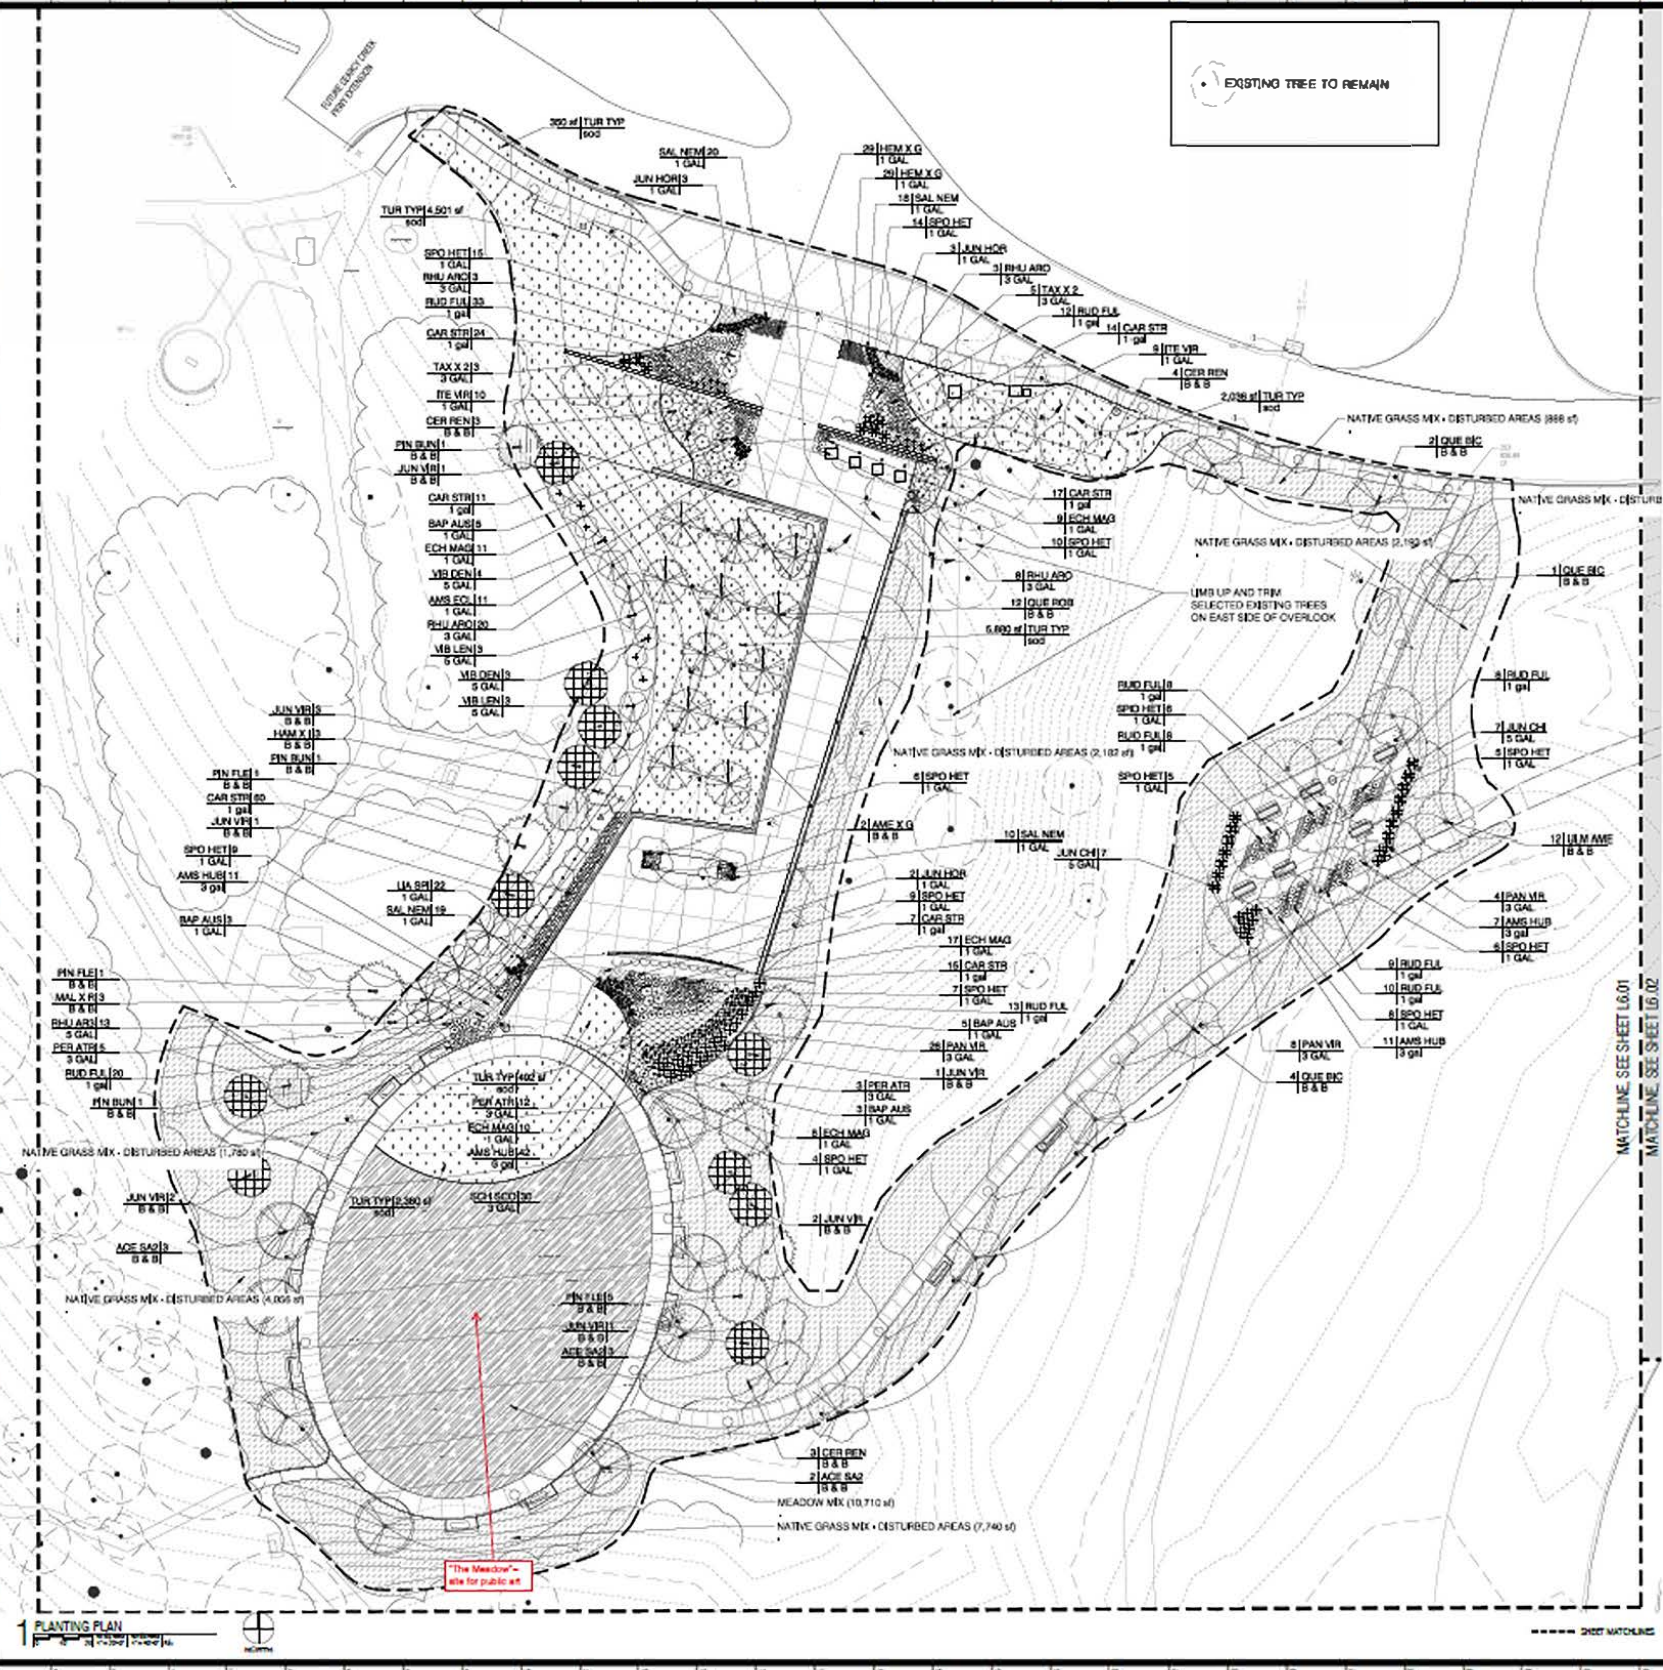 EXISTING TREE TO REMAIN
FUTURE QUARCY CREEK
PKWY EXTENSION
350 sf TUR TYP
sod
SAL NEM 20
1 GAL
JUN HOR 3
1 GAL
29 HEM X G
1 GAL
29 HEM X G
1 GAL
18 SAL NEM
1 GAL
14 SPO HET
1 GAL
3 JUN HOR
1 GAL
3 RHU ARO
3 GAL
5 TAX X 2
3 GAL
12 RUD FUL
1 gal
14 CAR STR
1 gal
9 ITE VIR
1 GAL
4 CER REN
B & B
2,036 sf TUR TYP
sod
NATIVE GRASS MIX - DISTURBED AREAS (888 sf)
2 QUE BIC
B & B
NATIVE GRASS MIX - DISTURB
TUR TYP 4,501 sf
sod
SPO HET 15
1 GAL
RHU ARO 3
3 GAL
RUD FUL 33
1 gal
CAR STR 24
1 gal
TAX X 2 3
3 GAL
ITE VIR 10
1 GAL
CER REN 3
B & B
PIN BUN 1
B & B
JUN VIR 1
B & B
CAR STR 11
1 gal
BAP AUS 6
1 GAL
ECH MAG 11
1 GAL
VIB DEN 4
5 GAL
AMS ECL 11
1 GAL
RHU ARO 20
3 GAL
VIB LEN 3
5 GAL
VIB DEN 3
5 GAL
VIB LEN 3
5 GAL
17 CAR STR
1 gal
9 ECH MAG
1 GAL
10 SPO HET
1 GAL
NATIVE GRASS MIX - DISTURBED AREAS (2,192 sf)
8 RHU ARO
3 GAL
12 QUE ROB
B & B
5,880 sf TUR TYP
sod
LIMB UP AND TRIM
SELECTED EXISTING TREES
ON EAST SIDE OF OVERLOOK
1 QUE BIC
B & B
JUN VIR 3
B & B
HAM X I 3
B & B
PIN BUN 1
B & B
PIN FLE 1
B & B
CAR STR 60
1 gal
JUN VIR 1
B & B
SPO HET 9
1 GAL
AMS HUB 11
3 gal
BAP AUS 3
1 GAL
LIA SPI 22
1 GAL
SAL NEM 19
1 GAL
RUD FUL 8
1 gal
SPO HET 6
1 GAL
RUD FUL 8
1 gal
SPO HET 5
1 GAL
8 RUD FUL
1 gal
7 JUN CHI
5 GAL
5 SPO HET
1 GAL
NATIVE GRASS MIX - DISTURBED AREAS (2,182 sf)
6 SPO HET
1 GAL
2 AME X G
B & B
10 SAL NEM
1 GAL
JUN CHI 7
5 GAL
12 ULM AME
B & B
2 JUN HOR
1 GAL
9 SPO HET
1 GAL
7 CAR STR
1 gal
17 ECH MAG
1 GAL
15 CAR STR
1 gal
7 SPO HET
1 GAL
13 RUD FUL
1 gal
5 BAP AUS
1 GAL
26 PAN VIR
3 GAL
1 JUN VIR
B & B
3 PER ATR
3 GAL
3 BAP AUS
1 GAL
8 ECH MAG
1 GAL
4 SPO HET
1 GAL
2 JUN VIR
B & B
4 PAN VIR
3 GAL
7 AMS HUB
3 gal
6 SPO HET
1 GAL
9 RUD FUL
1 gal
10 RUD FUL
1 gal
8 SPO HET
1 GAL
11 AMS HUB
3 gal
8 PAN VIR
3 GAL
4 QUE BIC
B & B
PIN FLE 1
B & B
MAL X R 3
B & B
RHU AR3 13
5 GAL
PER ATR 5
3 GAL
RUD FUL 20
1 gal
PIN BUN 1
B & B
NATIVE GRASS MIX - DISTURBED AREAS (1,780 sf)
JUN VIR 2
B & B
ACE SA2 3
B & B
NATIVE GRASS MIX - DISTURBED AREAS (4,056 sf)
TUR TYP 402 sf
sod
PER ATR 12
3 GAL
ECH MAG 10
1 GAL
AMS HUB 42
3 gal
TUR TYP 2,360 sf
sod
SCH SCO 30
3 GAL
PIN FLE 5
B & B
JUN VIR 1
B & B
ACE SA2 3
B & B
3 CER REN
B & B
2 ACE SA2
B & B
MEADOW MIX (10,710 sf)
NATIVE GRASS MIX - DISTURBED AREAS (7,740 sf)
"The Meadow"-
site for public art
MATCHLINE, SEE SHEET L6.01
MATCHLINE, SEE SHEET L6.02
1 PLANTING PLAN
NORTH
SHEET MATCHLINES